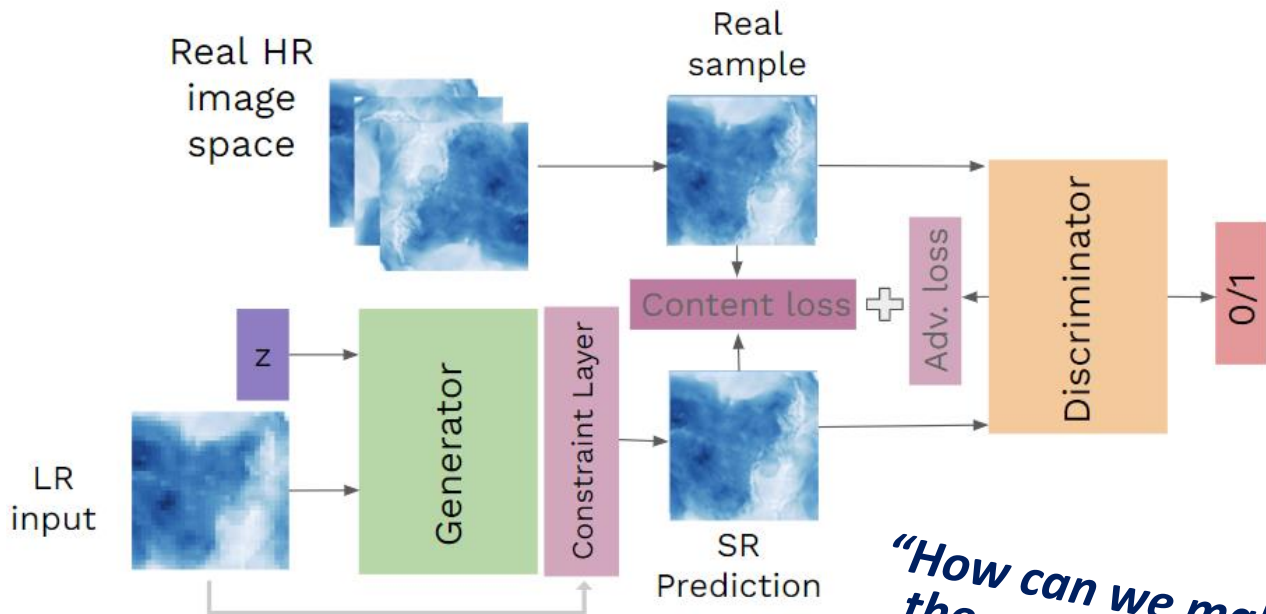 Real HR
image
space
Real
sample
Content loss
Adv. loss
Discriminator
0/1
z
Generator
Constraint Layer
LR
input
SR
Prediction
"How can we
the